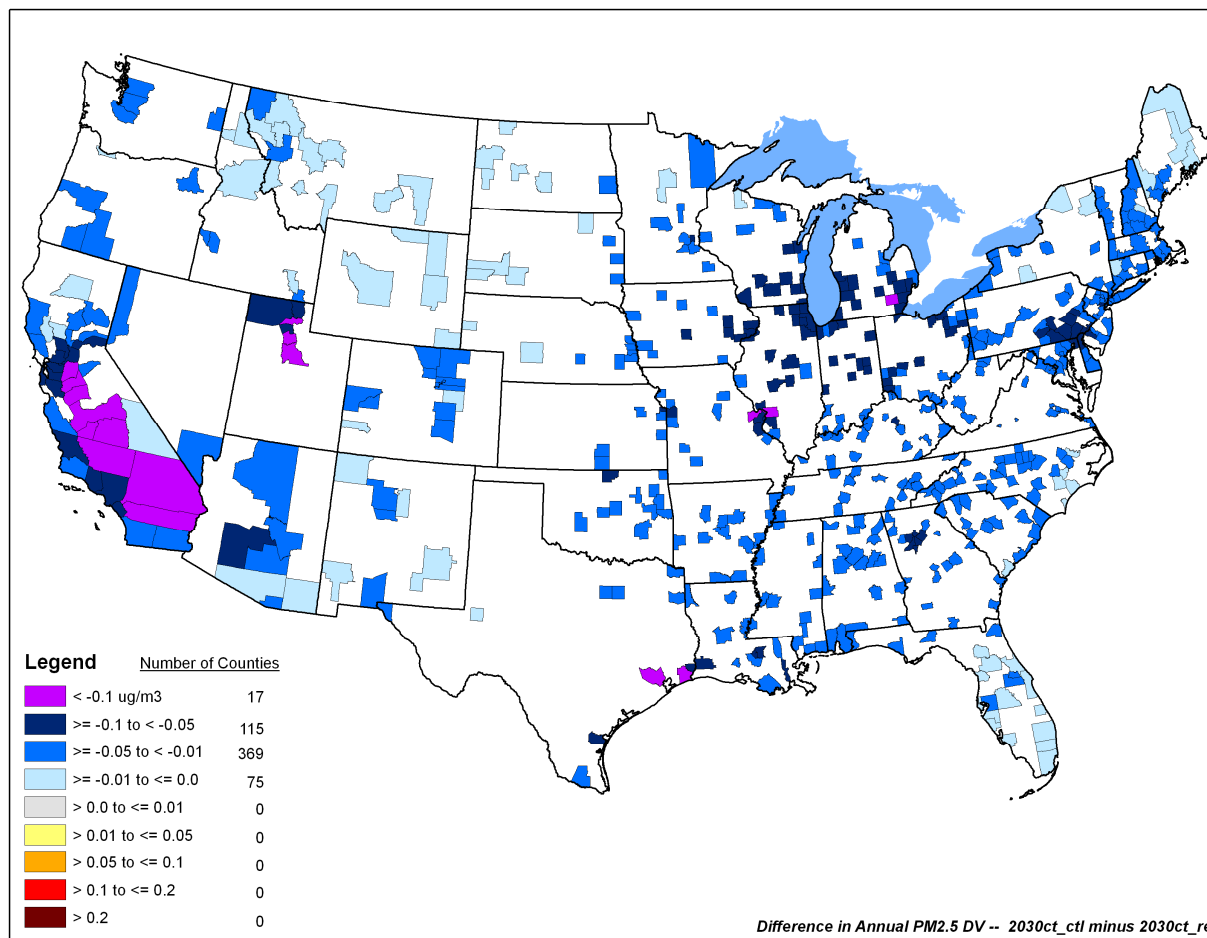 Legend Number of Counties
< -0.1 ug/m3 17
>= -0.1 to < -0.05 115
>= -0.05 to < -0.01 369
>= -0.01 to <= 0.0 75
> 0.0 to <= 0.01 0
> 0.01 to <= 0.05 0
> 0.05 to <= 0.1 0
> 0.1 to <= 0.2 0
> 0.2 0
Difference in Annual PM2.5 DV -- 2030ct_ctl minus 2030ct_re